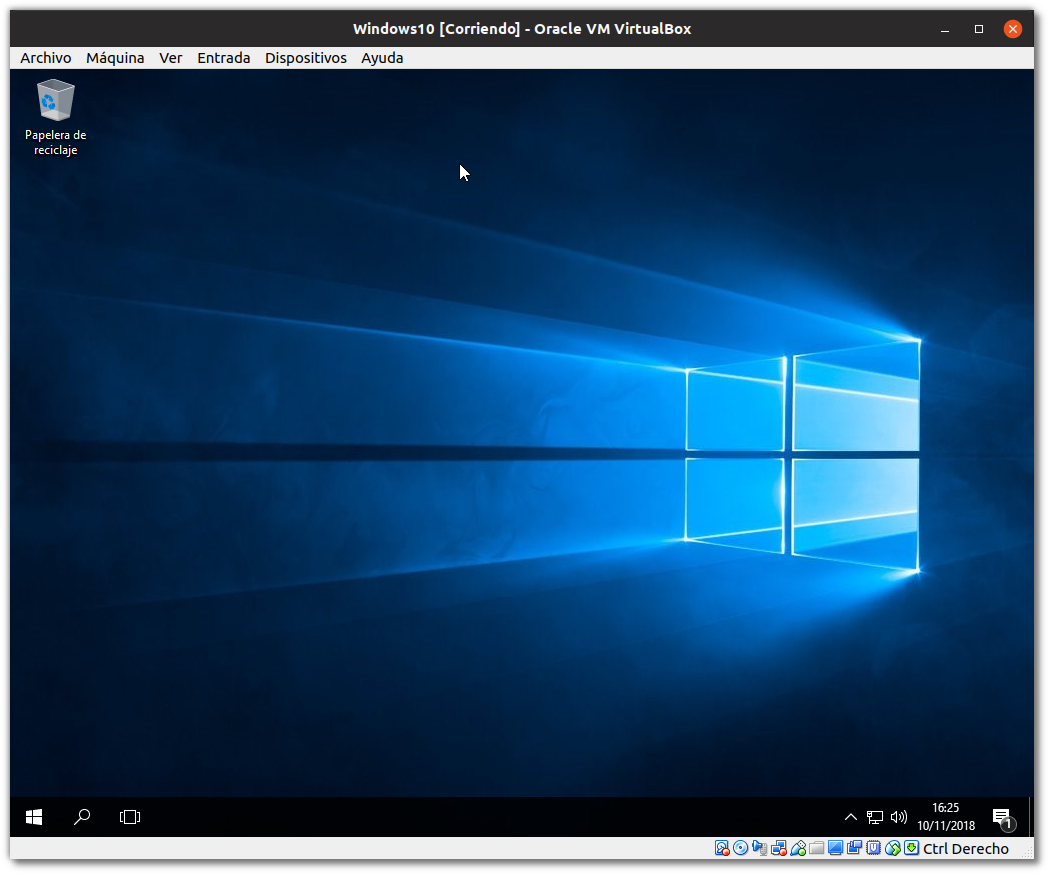 Windows10 [Corriendo] - Oracle VM VirtualBox
Archivo Máquina Ver Entrada Dispositivos Ayuda
Papelera de
reciclaje
16:25
10/11/2018
1
Ctrl Derecho